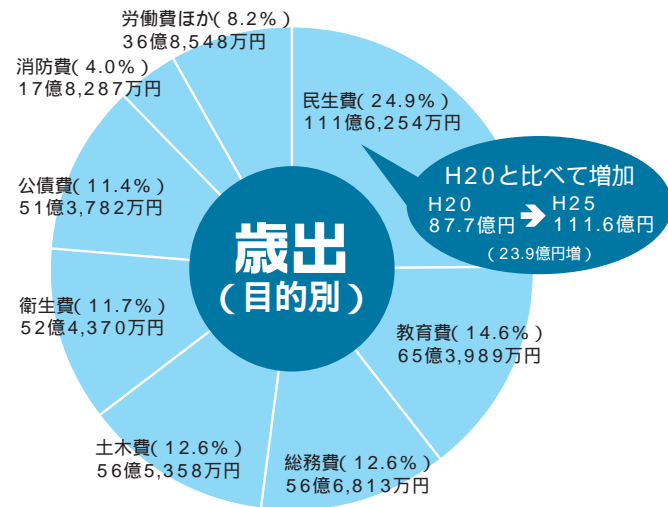 労働費ほか(8.2%)
36億8,548万円
消防費(4.0%)
17億8,287万円
民生費(24.9%)
111億6,254万円
H20と比べて増加
H20 ➔ H25
87.7億円 111.6億円
(23.9億円増)
公債費(11.4%)
51億3,782万円
歳出
(目的別)
衛生費(11.7%)
52億4,370万円
教育費(14.6%)
65億3,989万円
土木費(12.6%)
56億5,358万円
総務費(12.6%)
56億6,813万円